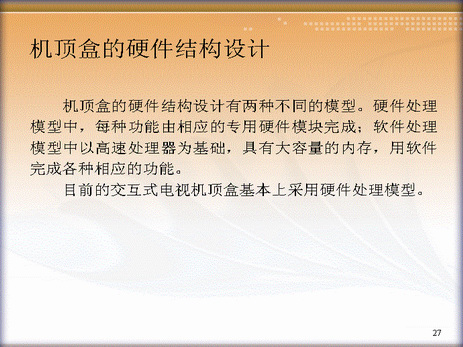 机顶盒的硬件结构设计
机顶盒的硬件结构设计有两种不同的模型。硬件处理
模型中，每种功能由相应的专用硬件模块完成；软件处理
模型中以高速处理器为基础，具有大容量的内存，用软件
完成各种相应的功能。
目前的交互式电视机顶盒基本上采用硬件处理模型。
27